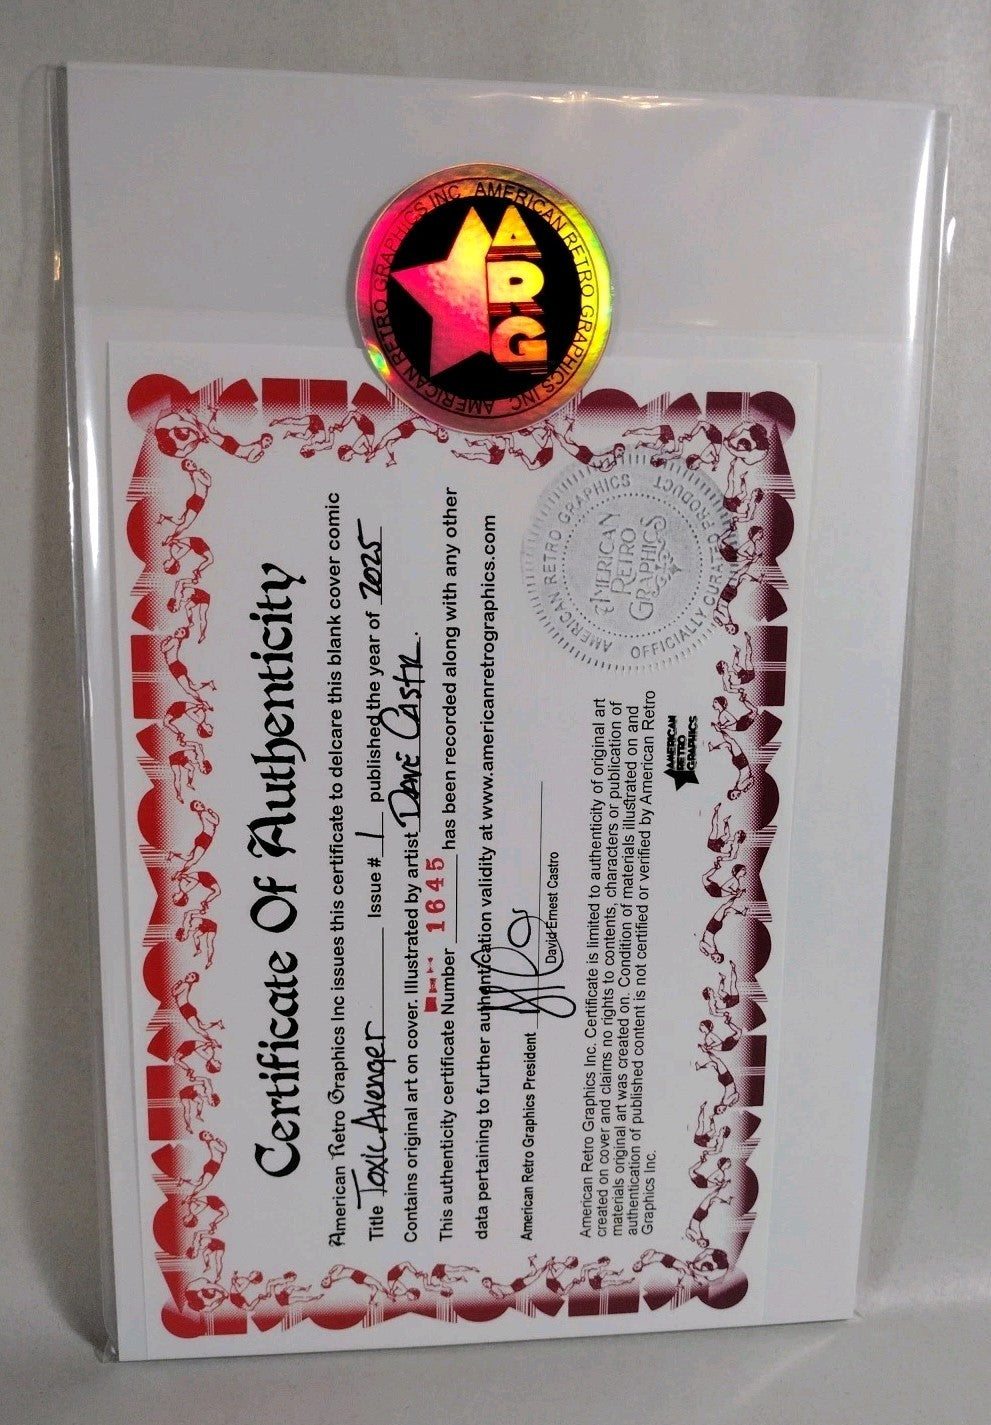 AMERICAN RETRO GRAPHICS INC AMERICAN RETRO GRAPHICS INC
ARG
Certificate Of Authenticity
American Retro Graphics Inc issues this certificate to delcare this blank cover comic
Title Toxic Avenger Issue # 1 published the year of 2025
Contains original art on cover. Illustrated by artist Dave Castr.
This authenticity certificate Number 1645 has been recorded along with any other
data pertaining to further authentication validity at www.americanretrographics.com
American Retro Graphics President
David Ernest Castro
American Retro Graphics Inc. Certificate is limited to authenticity of original art
created on cover and claims no rights to contents, characters or publication of
materials original art was created on. Condition of materials illustrated on and
authentication of published content is not certified or verified by American Retro
Graphics Inc.
AMERICAN
RETRO
GRAPHICS
AMERICAN RETRO GRAPHICS
AMERICAN
RETRO
GRAPHICS
OFFICIALLY CURATED PRODUCT